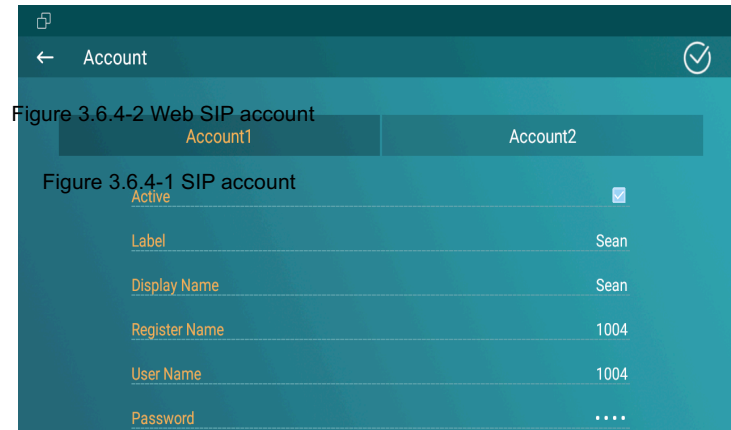 Account
Figure 3.6.4-2 Web SIP account
Account1 Account2
Figure 3.6.4-1 SIP account
Active
Label Sean
Display Name Sean
Register Name 1004
User Name 1004
Password ••••